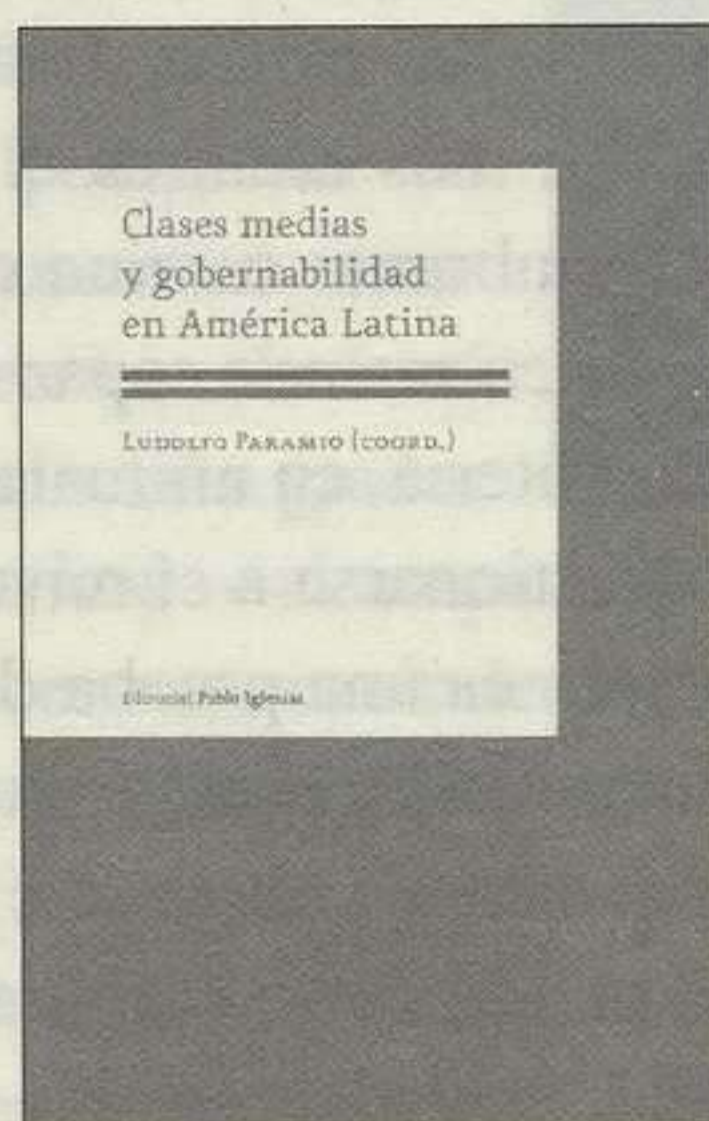 Clases medias
y gobernabilidad
en América Latina
Ludolfo Paramio (coord.)
Editorial Pablo Iglesias